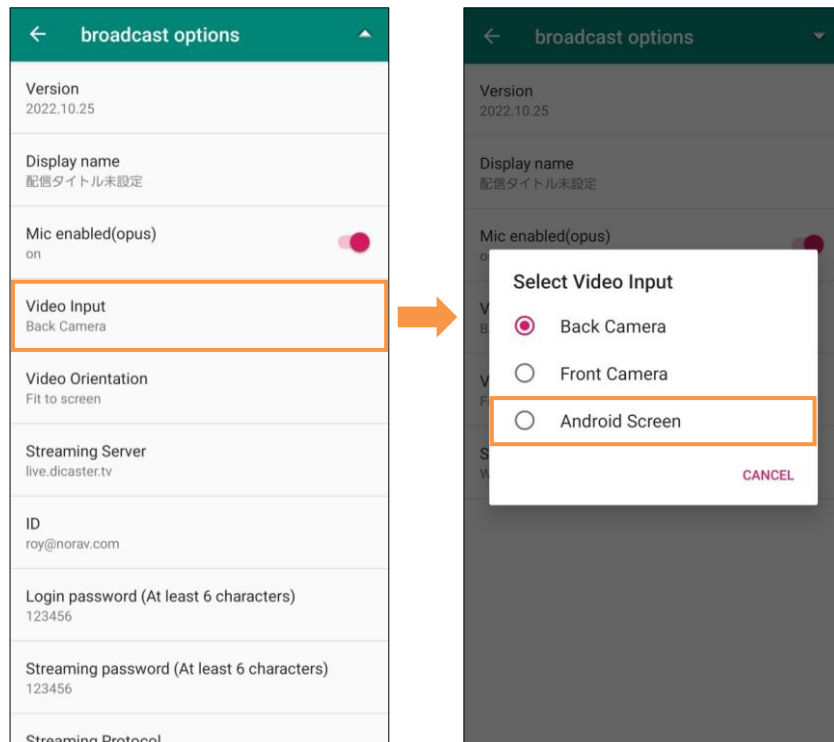 broadcast options
Version
2022.10.25
Display name
配信タイトル未設定
Mic enabled(opus)
on
Video Input
Back Camera
Video Orientation
Fit to screen
Streaming Server
live.dicaster.tv
ID
roy@norav.com
Login password (At least 6 characters)
123456
Streaming password (At least 6 characters)
123456
Streaming Protocol
broadcast options
Version
2022.10.25
Display name
配信タイトル未設定
Mic enabled(opus)
Select Video Input
Back Camera
Front Camera
Android Screen
CANCEL